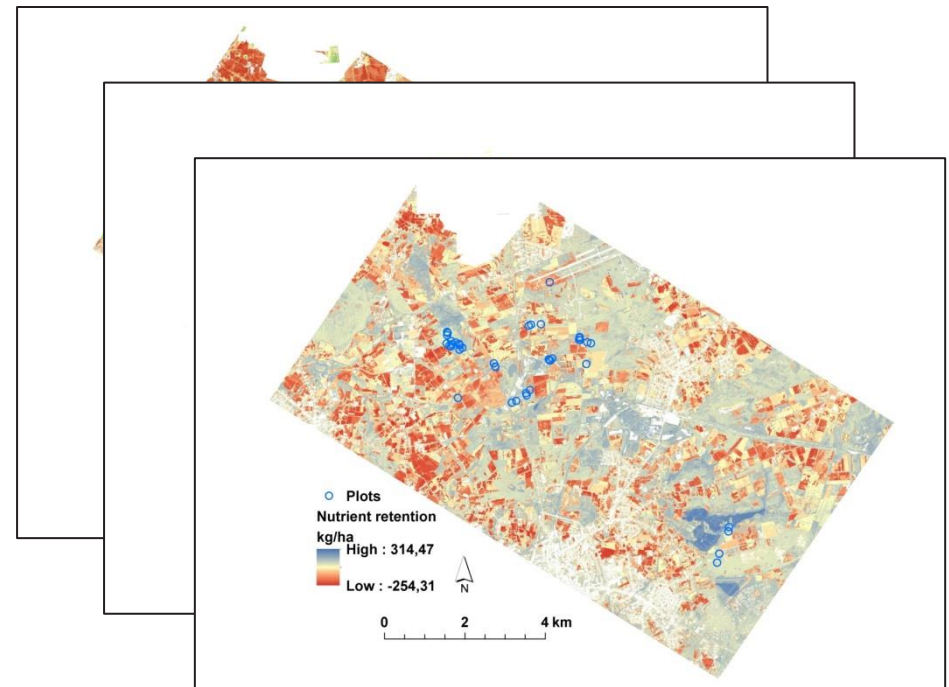 Plots
Nutrient retention
kg/ha
High : 314,47
Low : -254,31
N
0 2 4 km